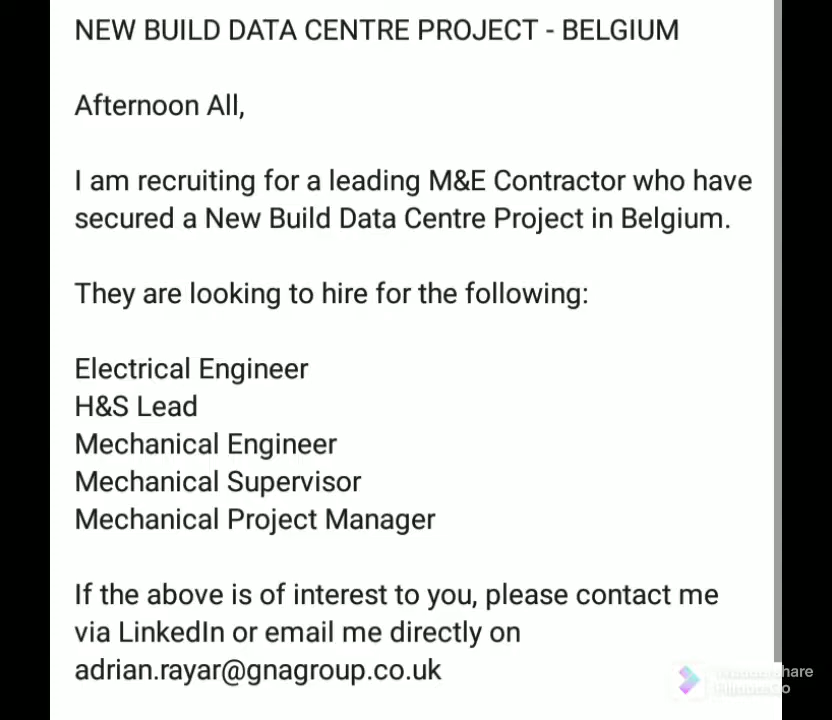 NEW BUILD DATA CENTRE PROJECT - BELGIUM
Afternoon All,
I am recruiting for a leading M&E Contractor who have
secured a New Build Data Centre Project in Belgium.
They are looking to hire for the following:
Electrical Engineer
H&S Lead
Mechanical Engineer
Mechanical Supervisor
Mechanical Project Manager
If the above is of interest to you, please contact me
via LinkedIn or email me directly on
adrian.rayar@gnagroup.co.uk